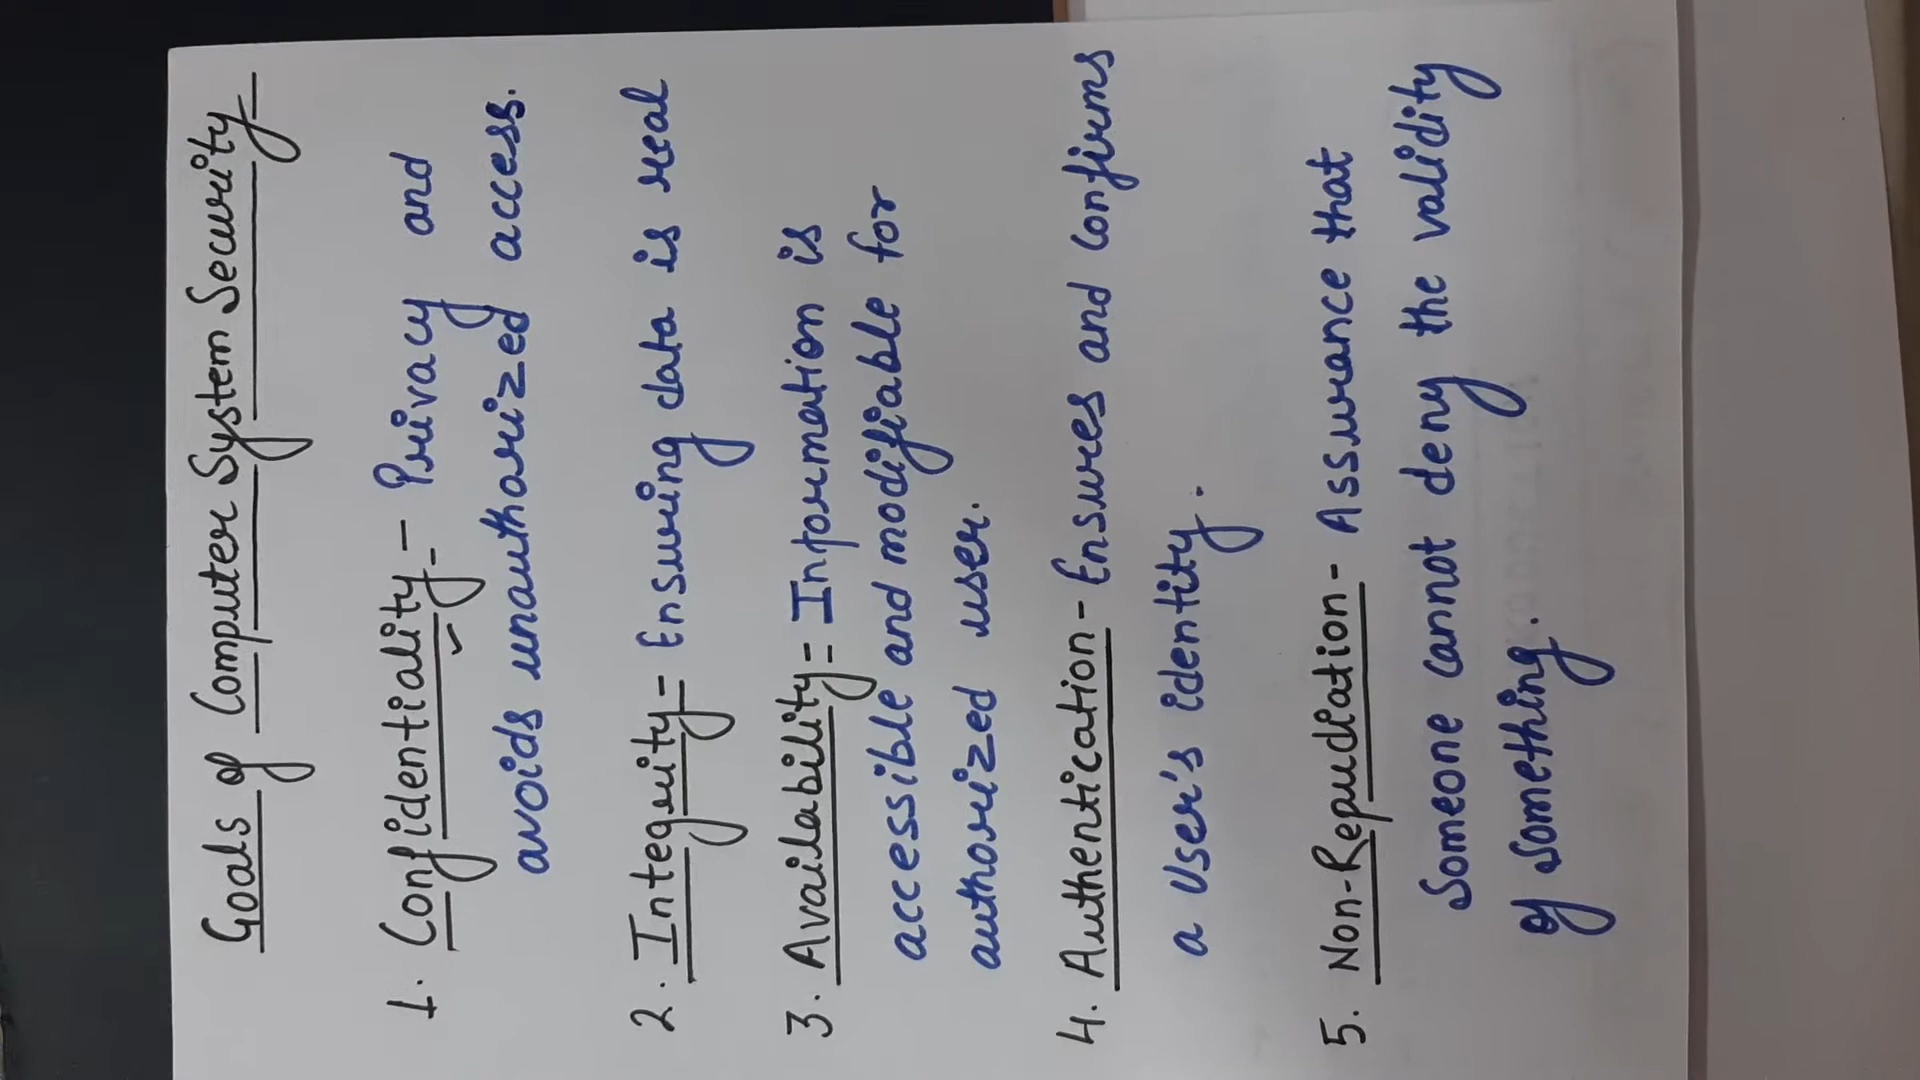 Goals of Computer System Security
1. Confidentiality - Privacy and
avoids unauthorized access.
2. Integrity = Ensuring data is real
3. Availability = Information is
accessible and modifiable for
authorized user.
4. Authentication - Ensures and Confirms
a User's identity.
5. Non-Repudiation - Assurance that
Someone cannot deny the validity
of Something.